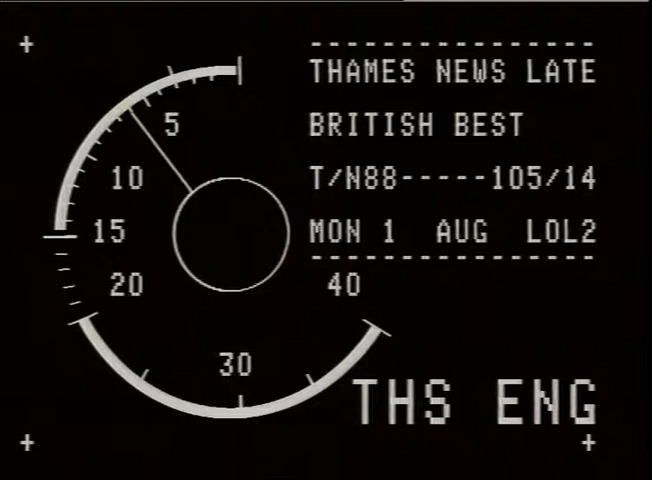 THAMES NEWS LATE
BRITISH BEST
T/N88-----105/14
MON 1 AUG LOL2
5
10
15
20
30
40
THS ENG